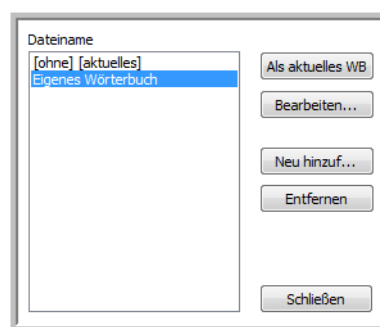 Dateiname
[ohne] [aktuelles]
Eigenes Wörterbuch
Als aktuelles WB
Bearbeiten...
Neu hinzuf...
Entfernen
Schließen